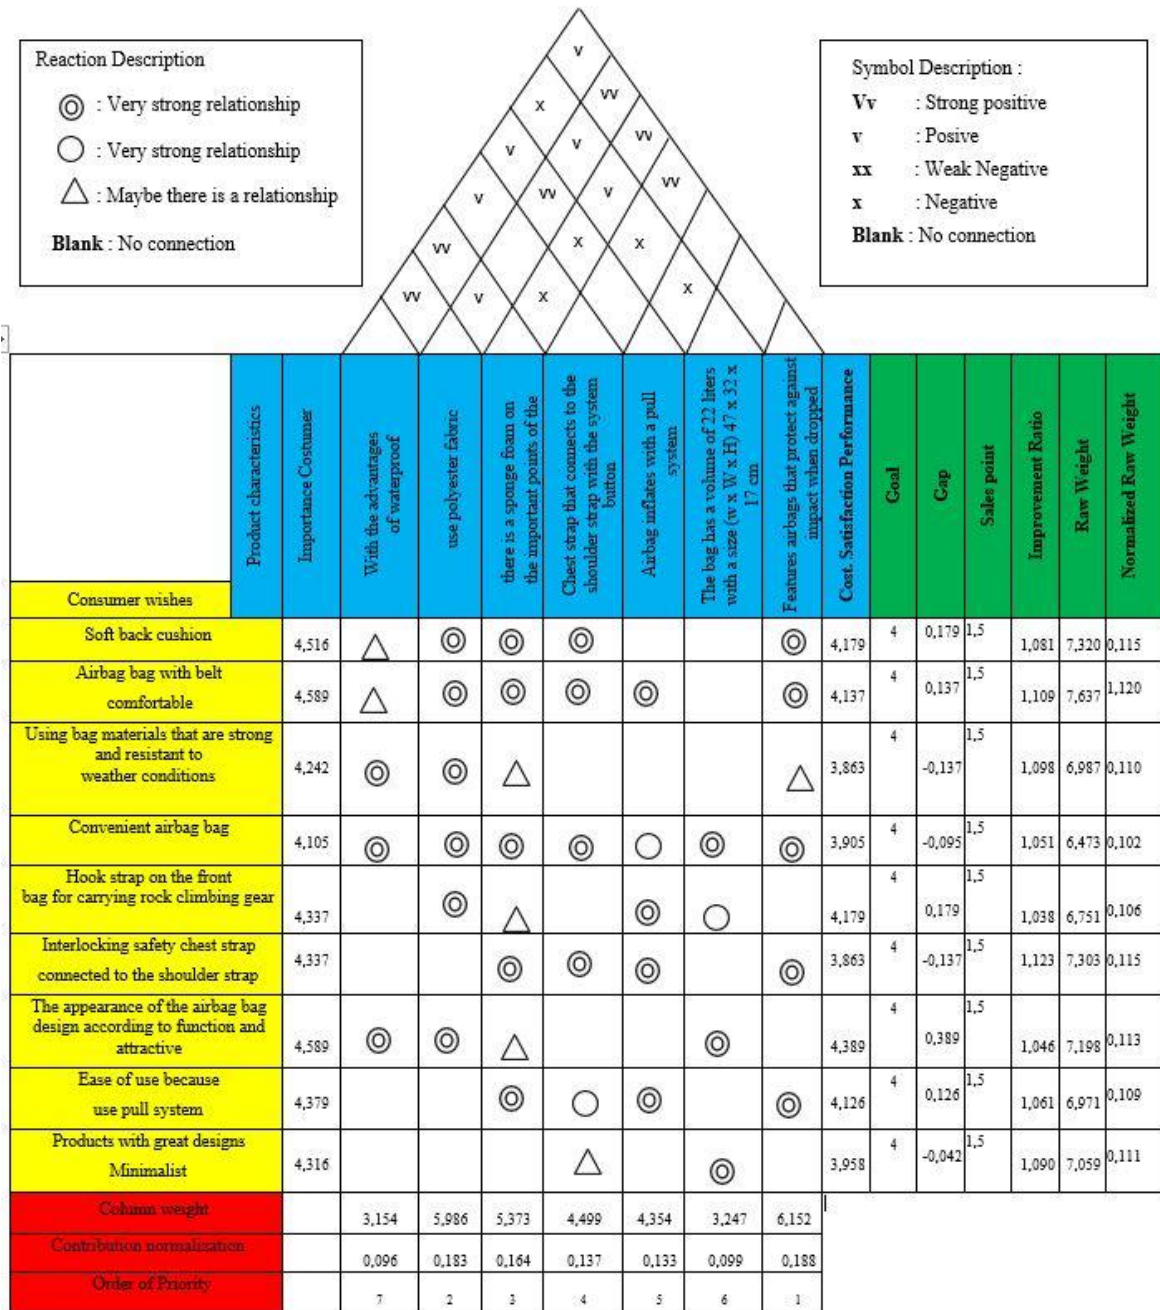 Reaction Description
: Very strong relationship
: Very strong relationship
: Maybe there is a relationship
Blank : No connection
Symbol Description :
Vv : Strong positive
v : Posive
xx : Weak Negative
x : Negative
Blank : No connection
v
x vv
v v vv
v vv v vv
vv x x
vv v x x
Product characteristics
Importance Costumer
With the advantages
of waterproof
use polyester fabric
there is a sponge foam on
the important points of the
Chest strap that connects to the
shoulder strap with the system
button
Airbag inflates with a pull
system
The bag has a volume of 22 liters
with a size (w x W x H) 47 x 32 x
17 cm
Features airbags that protect against
impact when dropped
Cost. Satisfaction Performance
Goal
Gap
Sales point
Improvement Ratio
Raw Weight
Normalized Raw Weight
Consumer wishes
Soft back cushion
4,516 4,179 4 0,179 1,5 1,081 7,320 0,115
Airbag bag with belt
comfortable
4,589 4,137 4 0,137 1,5 1,109 7,637 1,120
Using bag materials that are strong
and resistant to
weather conditions
4,242 3,863 4 -0,137 1,5 1,098 6,987 0,110
Convenient airbag bag
4,105 3,905 4 -0,095 1,5 1,051 6,473 0,102
Hook strap on the front
bag for carrying rock climbing gear
4,337 4,179 4 0,179 1,5 1,038 6,751 0,106
Interlocking safety chest strap
connected to the shoulder strap
4,337 3,863 4 -0,137 1,5 1,123 7,303 0,115
The appearance of the airbag bag
design according to function and
attractive
4,589 4,389 4 0,389 1,5 1,046 7,198 0,113
Ease of use because
use pull system
4,379 4,126 4 0,126 1,5 1,061 6,971 0,109
Products with great designs
Minimalist
4,316 3,958 4 -0,042 1,5 1,090 7,059 0,111
Column weight 3,154 5,986 5,373 4,499 4,354 3,247 6,152
Contribution normalization 0,096 0,183 0,164 0,137 0,133 0,099 0,188
Order of Priority 7 2 3 4 5 6 1